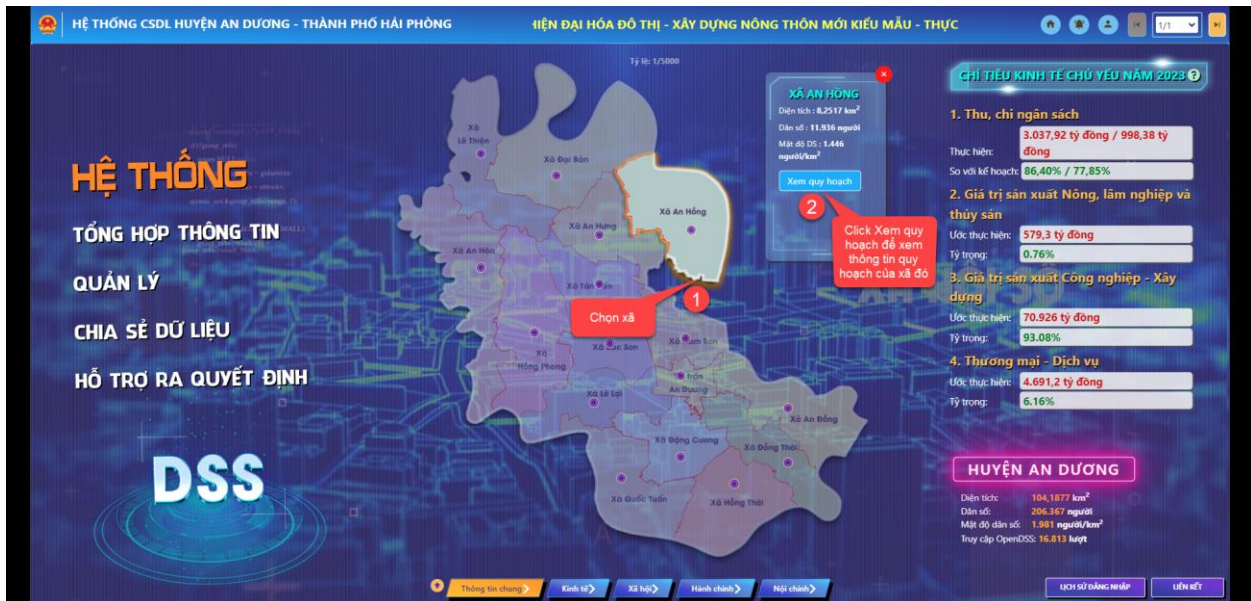 HỆ THỐNG CSDL HUYỆN AN DƯƠNG - THÀNH PHỐ HẢI PHÒNG
HIỆN ĐẠI HÓA ĐÔ THỊ - XÂY DỰNG NÔNG THÔN MỚI KIỂU MẪU - THỰC
1/1
Tỷ lệ: 1/5000
HỆ THỐNG
TỔNG HỢP THÔNG TIN
QUẢN LÝ
CHIA SẺ DỮ LIỆU
HỖ TRỢ RA QUYẾT ĐỊNH
DSS
Xã
Lê Thiện
Xã Đại Bản
Xã An Hồng
Xã An Hưng
Xã An Hòa
Xã Tân Tiến
Xã
Hồng Phong
Xã Bắc Sơn
Xã Nam Sơn
trấn
An Dương
Xã Lê Lợi
Xã An Đồng
Xã Đặng Cương
Xã Đồng Thái
Xã Quốc Tuấn
Xã Hồng Thái
1
Chọn xã
XÃ AN HỒNG
Diện tích : 8,2517 km²
Dân số : 11.936 người
Mật độ DS : 1.446
người/km²
Xem quy hoạch
2
Click Xem quy
hoạch để xem
thông tin quy
hoạch của xã đó
CHỈ TIÊU KINH TẾ CHỦ YẾU NĂM 2023
1. Thu, chi ngân sách
Thực hiện: 3.037,92 tỷ đồng / 998,38 tỷ
đồng
So với kế hoạch: 86,40% / 77,85%
2. Giá trị sản xuất Nông, lâm nghiệp và
thủy sản
Ước thực hiện: 579,3 tỷ đồng
Tỷ trọng: 0.76%
3. Giá trị sản xuất Công nghiệp - Xây
dựng
Ước thực hiện: 70.926 tỷ đồng
Tỷ trọng: 93.08%
4. Thương mại - Dịch vụ
Ước thực hiện: 4.691,2 tỷ đồng
Tỷ trọng: 6.16%
HUYỆN AN DƯƠNG
Diện tích: 104,1877 km²
Dân số: 206.367 người
Mật độ dân số: 1.981 người/km²
Truy cập OpenDSS: 16.813 lượt
Thông tin chung
Kinh tế
Xã hội
Hành chính
Nội chính
LỊCH SỬ ĐĂNG NHẬP
LIÊN KẾT